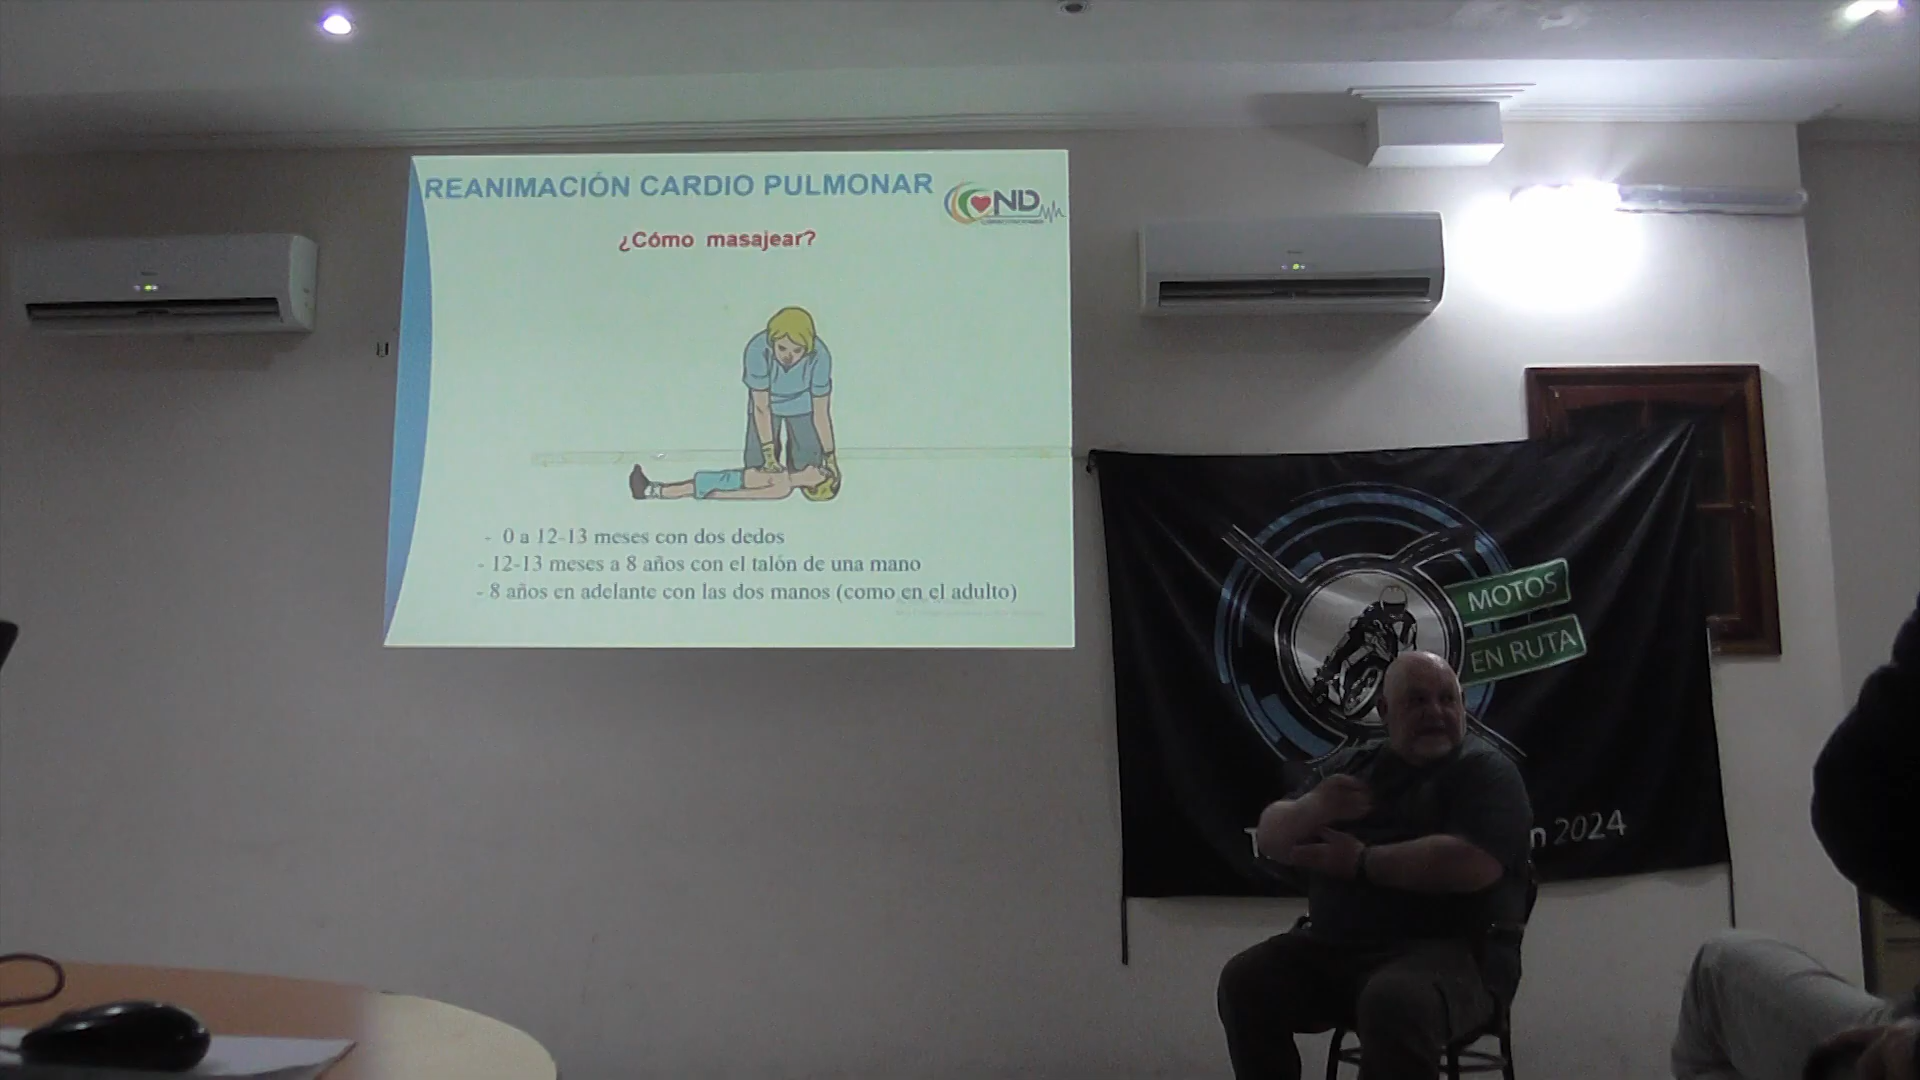 REANIMACIÓN CARDIO PULMONAR
ND
¿Cómo masajear?
- 0 a 12-13 meses con dos dedos
- 12-13 meses a 8 años con el talón de una mano
- 8 años en adelante con las dos manos (como en el adulto)
MOTOS
EN RUTA
2024